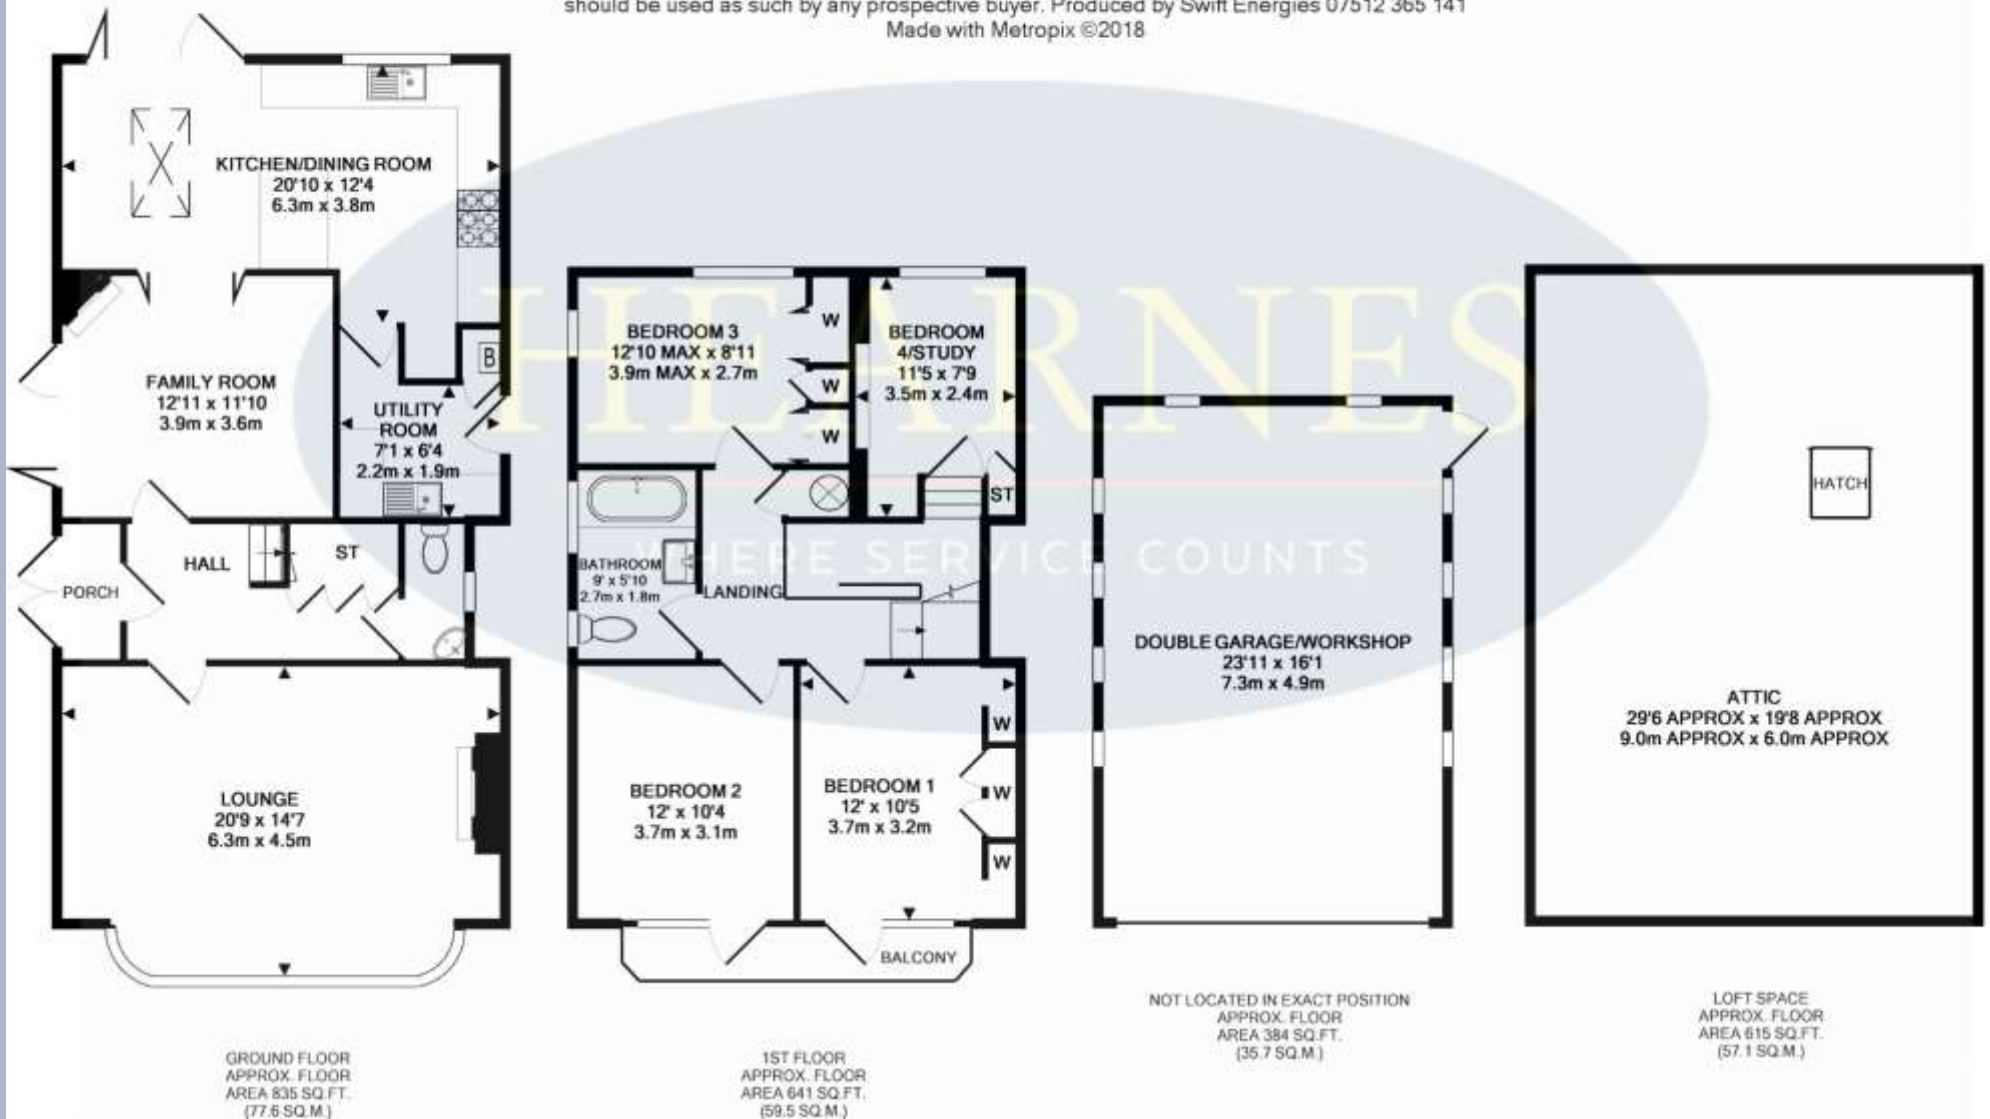 should be used as such by any prospective buyer. Produced by Swift Energies 07512 365 141
Made with Metropix ©2018
KITCHEN/DINING ROOM
20'10 x 12'4
6.3m x 3.8m
FAMILY ROOM
12'11 x 11'10
3.9m x 3.6m
B
UTILITY
ROOM
7'1 x 6'4
2.2m x 1.9m
HALL
ST
PORCH
LOUNGE
20'9 x 14'7
6.3m x 4.5m
GROUND FLOOR
APPROX. FLOOR
AREA 835 SQ.FT.
(77.6 SQ.M.)
BEDROOM 3
12'10 MAX x 8'11
3.9m MAX x 2.7m
W
W
W
BEDROOM
4/STUDY
11'5 x 7'9
3.5m x 2.4m
ST
BATHROOM
9' x 5'10
2.7m x 1.8m
LANDING
BEDROOM 2
12' x 10'4
3.7m x 3.1m
BEDROOM 1
12' x 10'5
3.7m x 3.2m
W
W
W
BALCONY
1ST FLOOR
APPROX. FLOOR
AREA 641 SQ.FT.
(59.5 SQ.M.)
DOUBLE GARAGE/WORKSHOP
23'11 x 16'1
7.3m x 4.9m
NOT LOCATED IN EXACT POSITION
APPROX. FLOOR
AREA 384 SQ.FT.
(35.7 SQ.M.)
HATCH
ATTIC
29'6 APPROX x 19'8 APPROX
9.0m APPROX x 6.0m APPROX
LOFT SPACE
APPROX. FLOOR
AREA 615 SQ.FT.
(57.1 SQ.M.)
HEARNES
WHERE SERVICE COUNTS